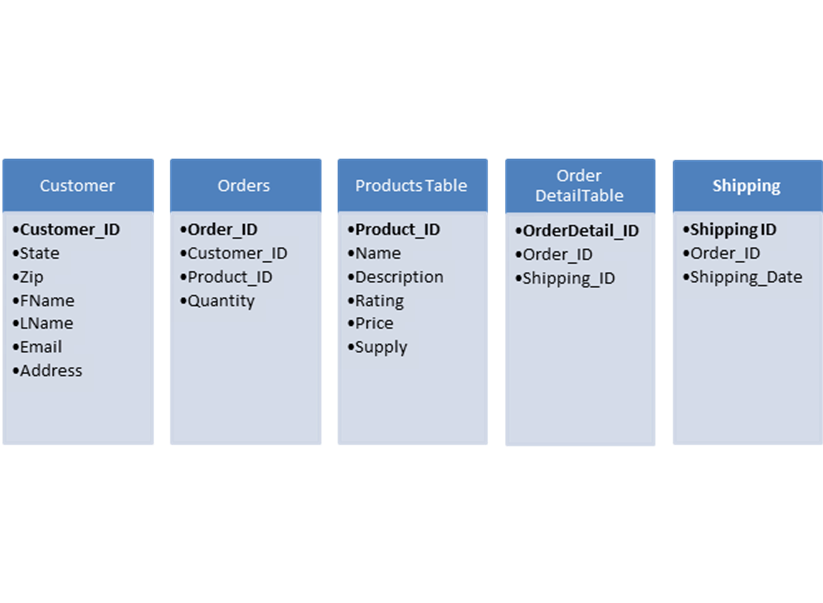 Customer
•Customer_ID
•State
•Zip
•FName
•LName
•Email
•Address
Orders
•Order_ID
•Customer_ID
•Product_ID
•Quantity
Products Table
•Product_ID
•Name
•Description
•Rating
•Price
•Supply
Order
DetailTable
•OrderDetail_ID
•Order_ID
•Shipping_ID
Shipping
•Shipping ID
•Order_ID
•Shipping_Date